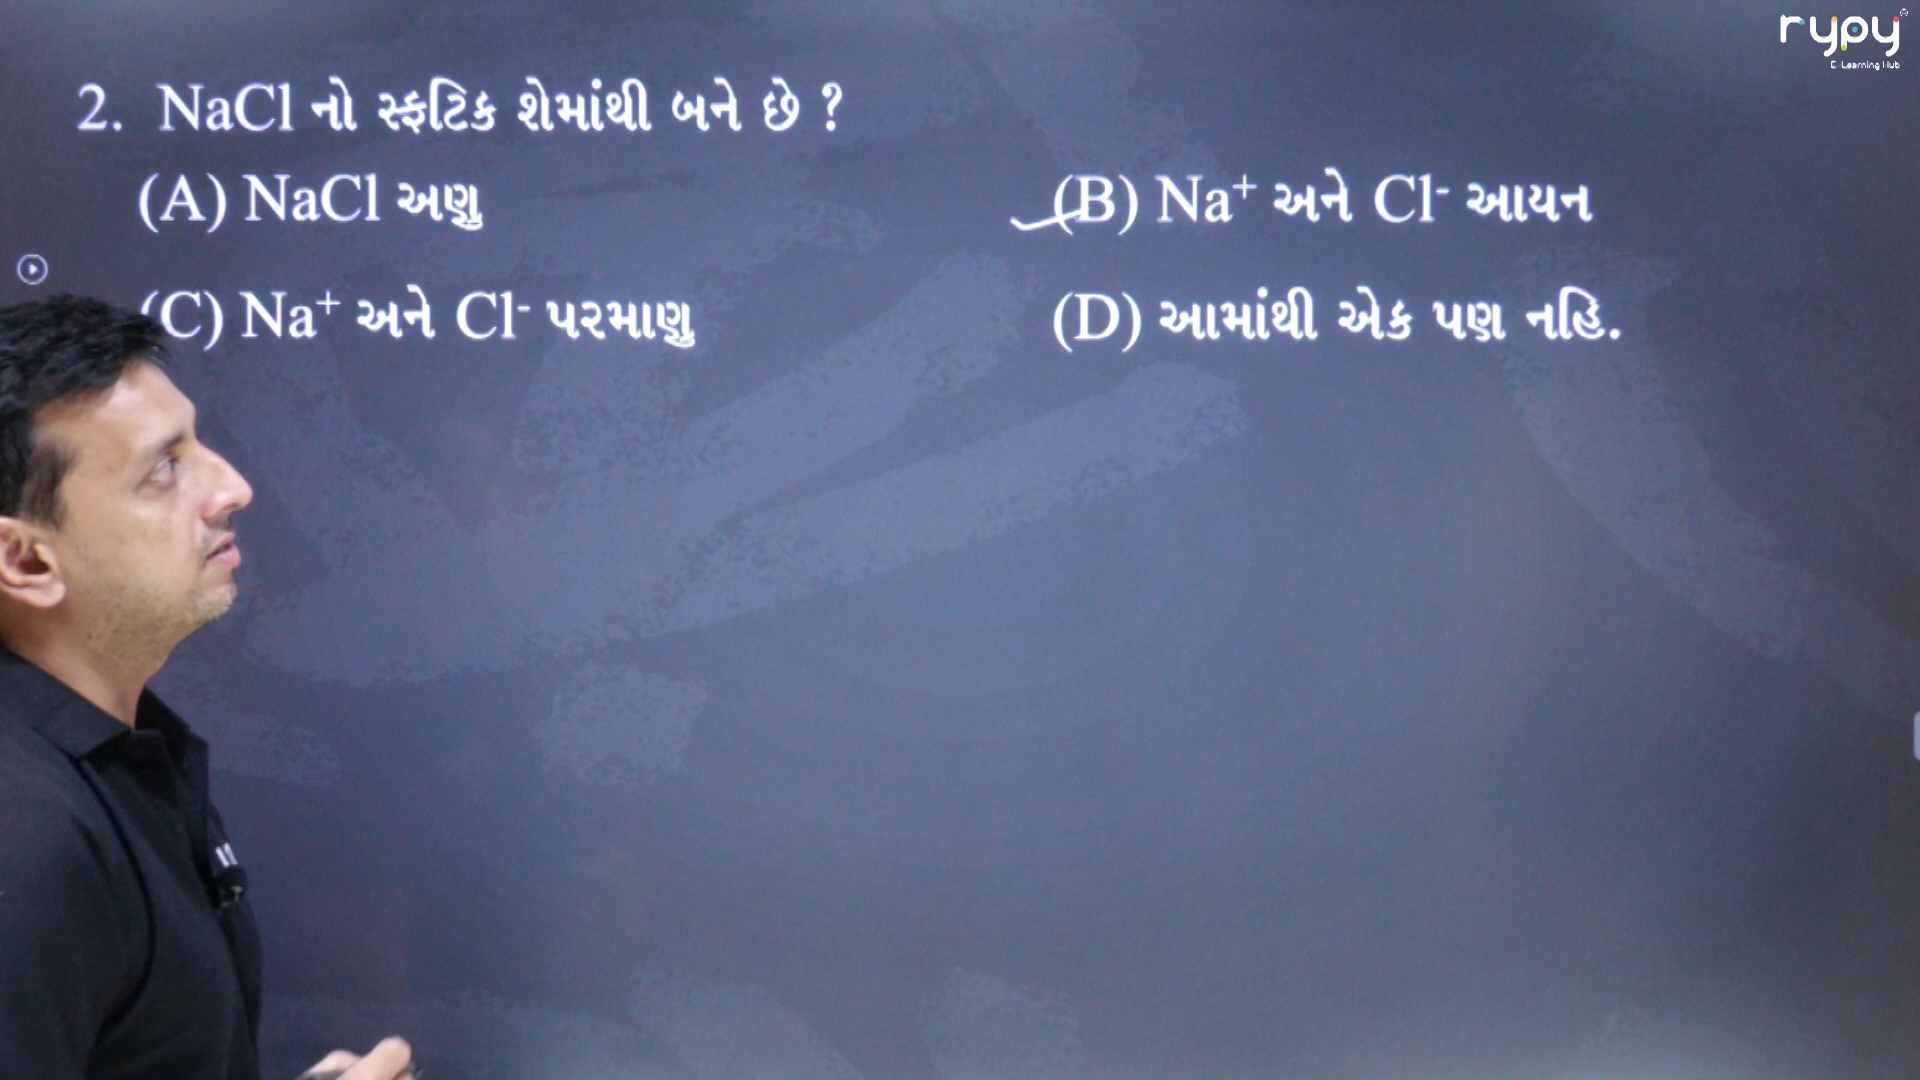 rypy
E-Learning Hub
2. NaCl નો સ્ફટિક શેમાંથી બને છે ?
(A) NaCl અણુ (B) Na⁺ અને Cl⁻ આયન
(C) Na⁺ અને Cl⁻ પરમાણુ (D) આમાંથી એક પણ નહિ.